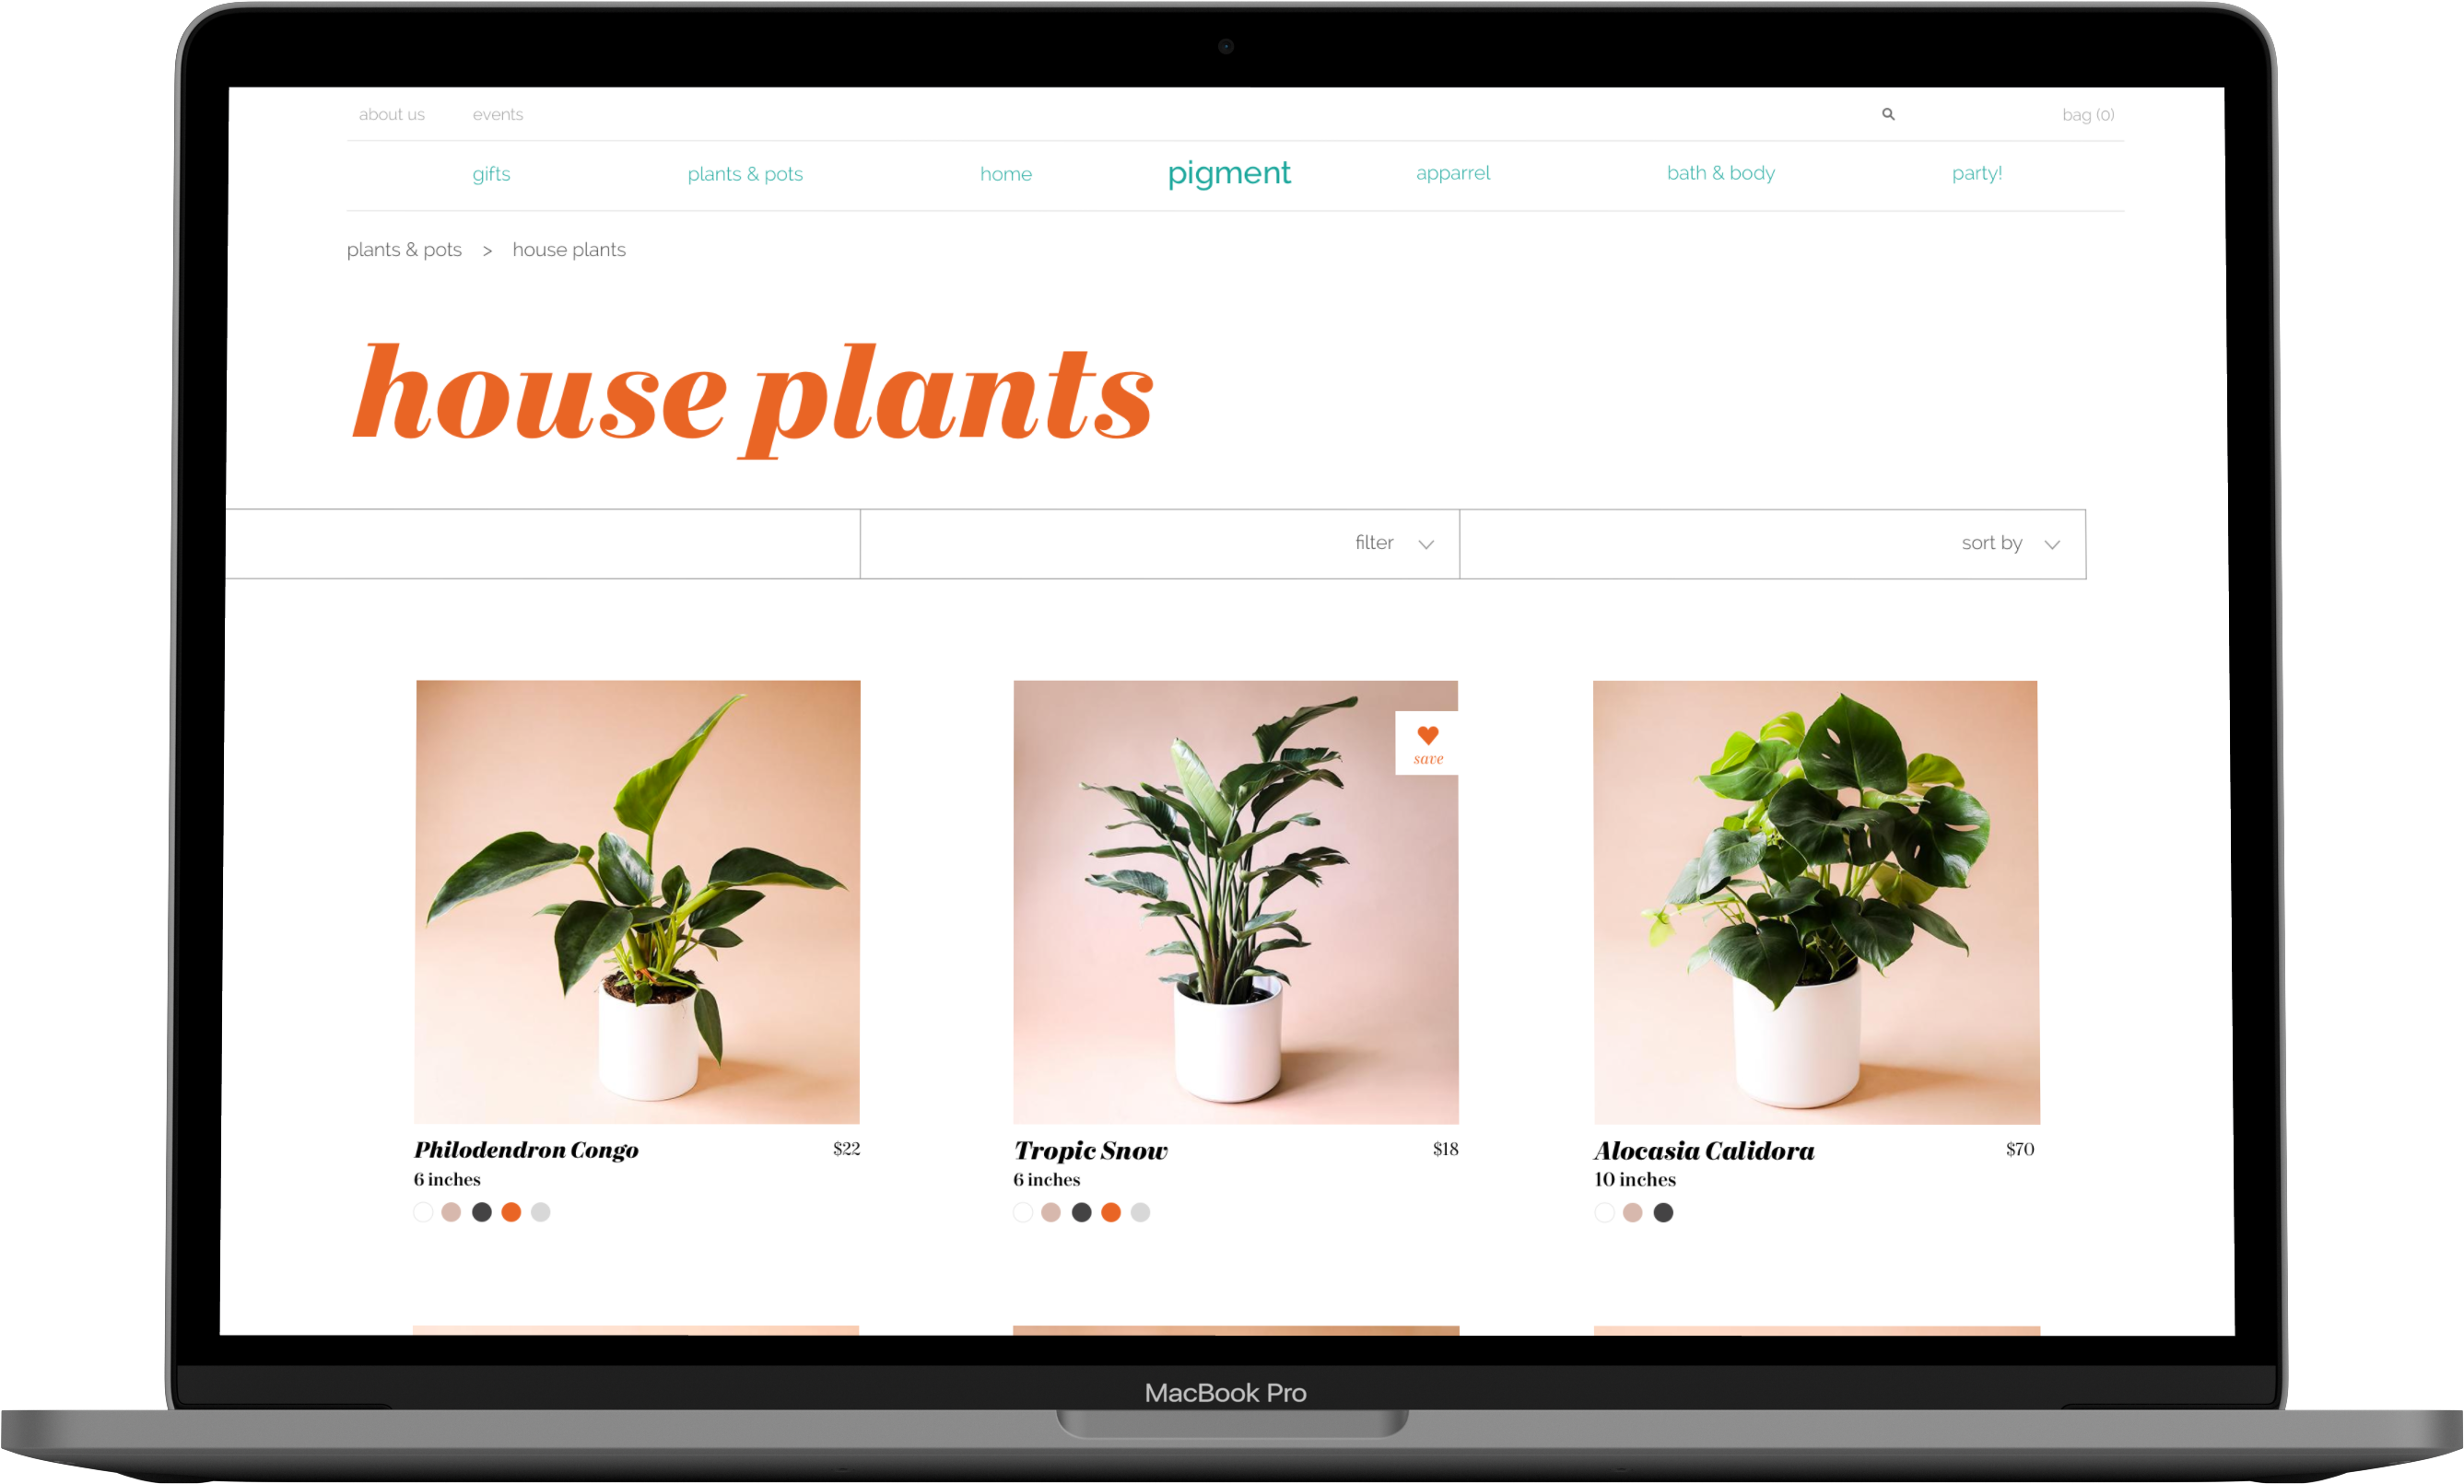 about us events bag (0)
gifts plants & pots home pigment apparel bath & body party!
plants & pots > house plants
house plants
filter sort by
save
Philodendron Congo $22
6 inches
Tropic Snow $18
6 inches
Alocasia Calidora $70
10 inches
MacBook Pro